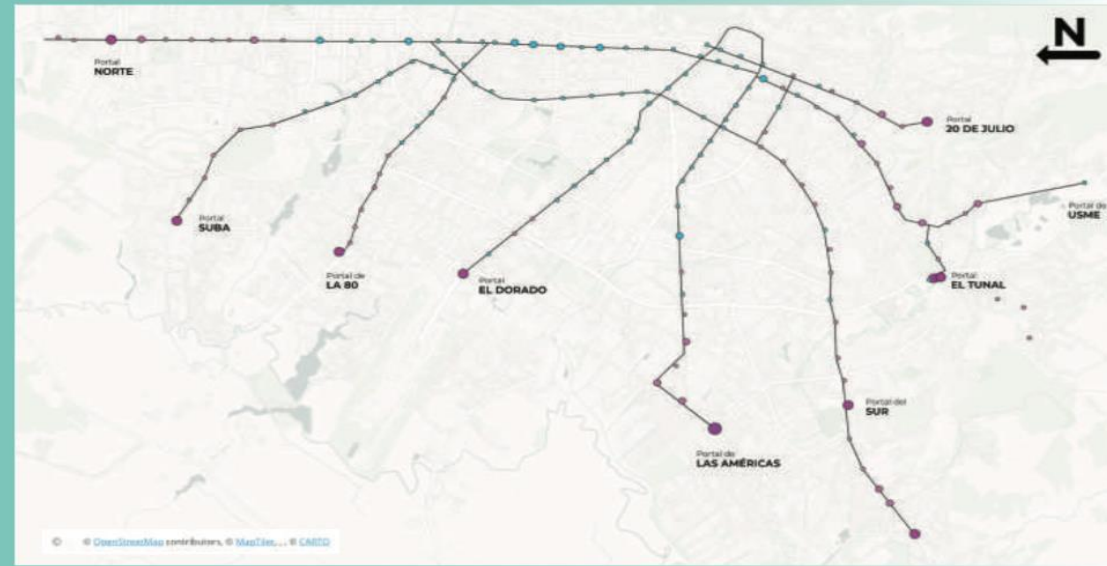 N
Portal
NORTE
Portal
20 DE JULIO
Portal de
USME
Portal
SUBA
Portal de
LA 80
Portal
EL DORADO
Portal
EL TUNAL
Portal del
SUR
Portal de
LAS AMÉRICAS
© © OpenStreetMap contributors, © MapTiler, , , © CARTO